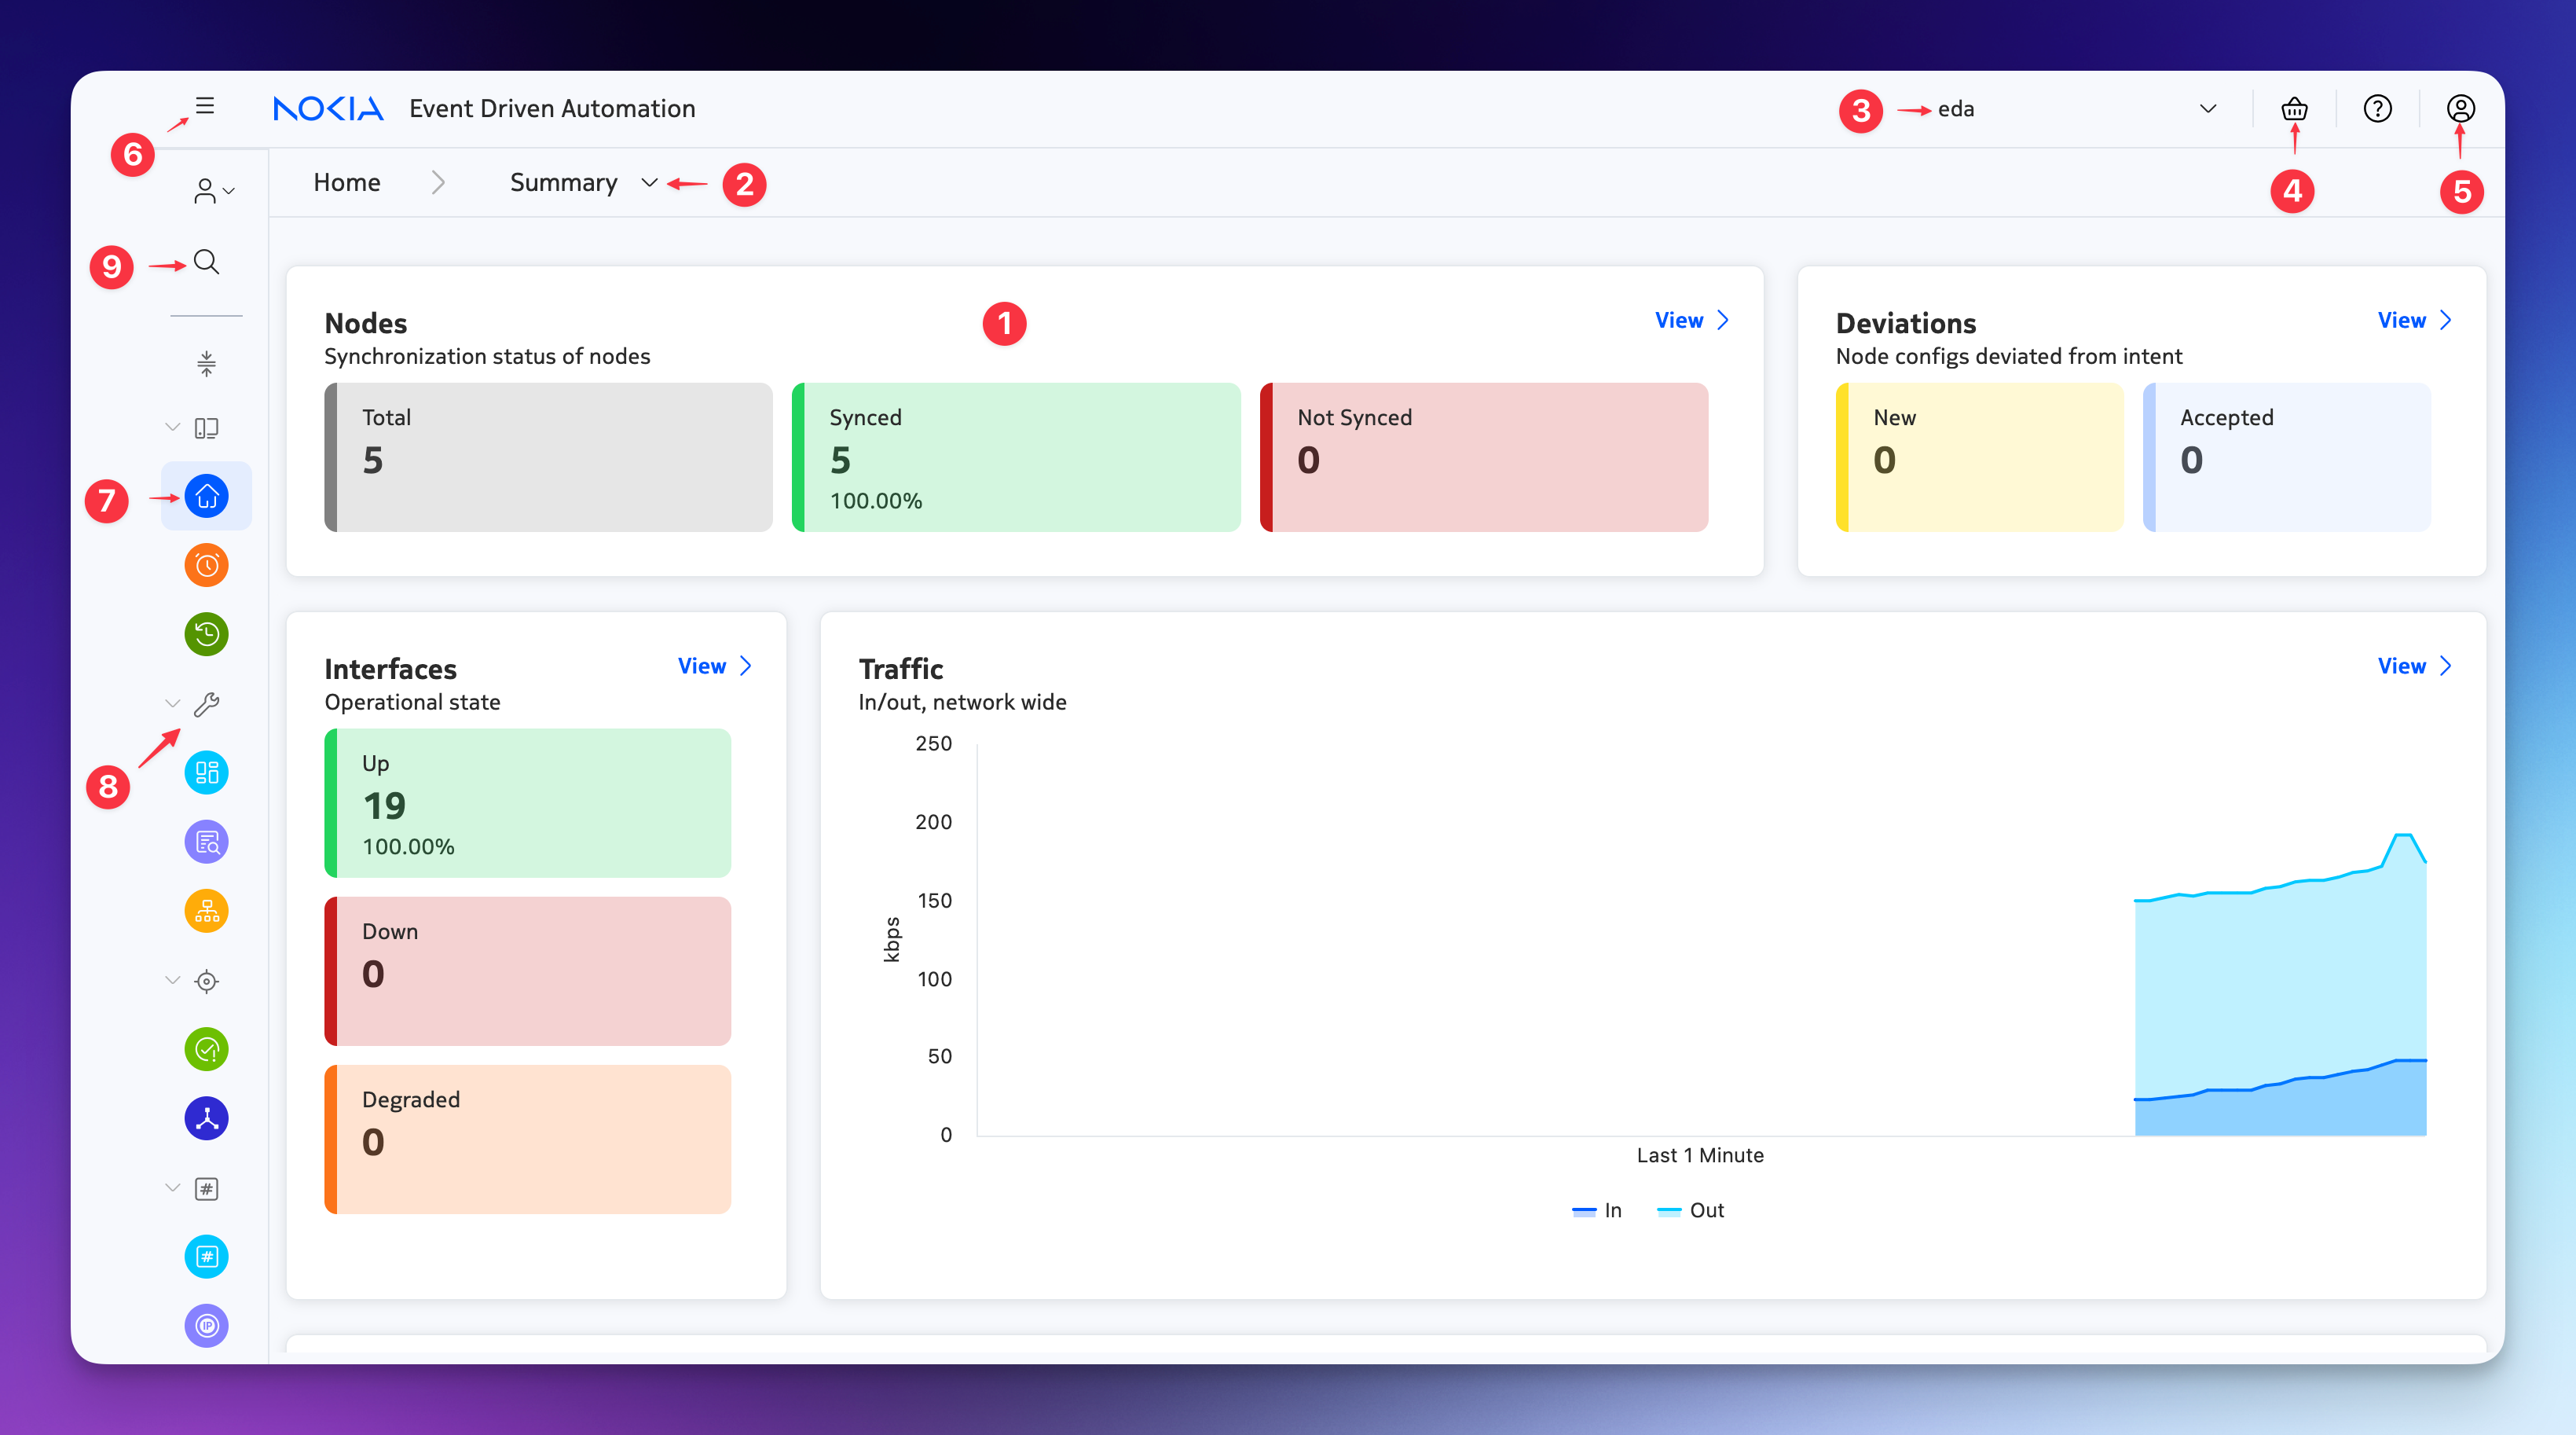 NOKIA Event Driven Automation
3 eda
6
4
5
Home Summary 2
9
1
Nodes View
Synchronization status of nodes
Total
5
Synced
5
100.00%
Not Synced
0
Deviations View
Node configs deviated from intent
New
0
Accepted
0
7
8
Interfaces View
Operational state
Up
19
100.00%
Down
0
Degraded
0
Traffic View
In/out, network wide
250
200
150
100
50
0
kbps
Last 1 Minute
In Out
#
#
IP